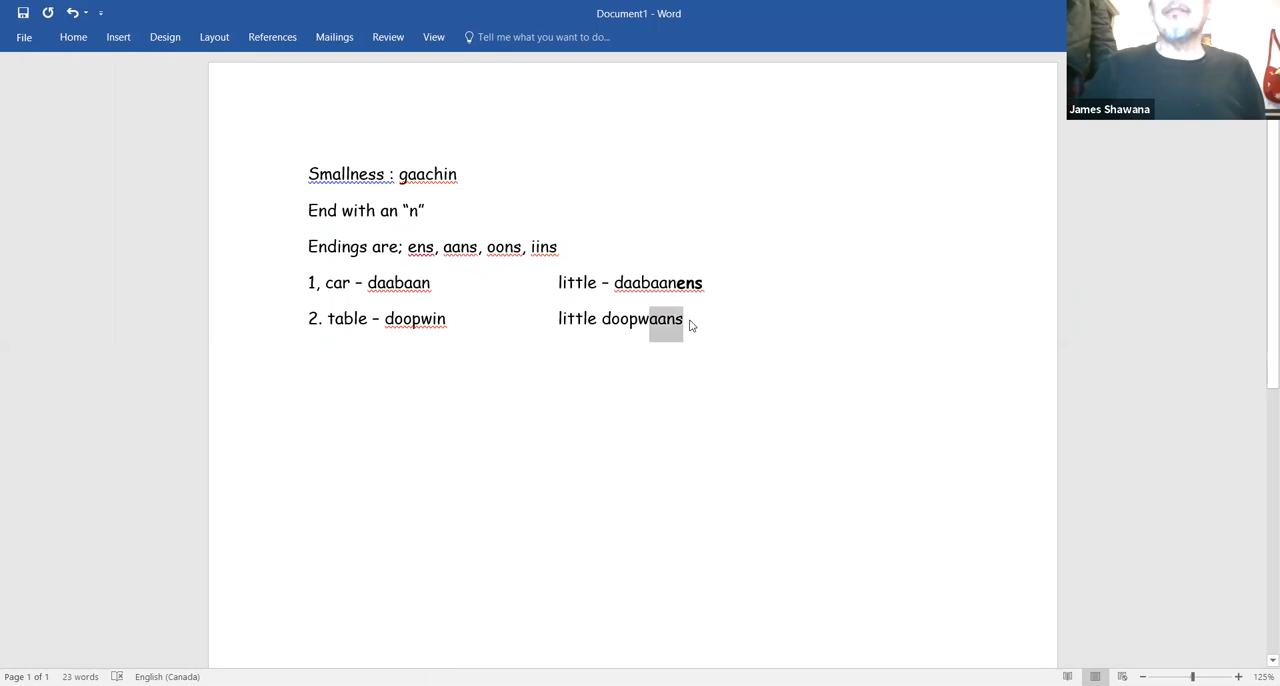 Document1 - Word
File Home Insert Design Layout References Mailings Review View Tell me what you want to do...
James Shawana
Smallness : gaachin
End with an “n”
Endings are; ens, aans, oons, iins
1, car – daabaan little – daabaanens
2. table – doopwin little doopwaans
Page 1 of 1 23 words English (Canada) 125%